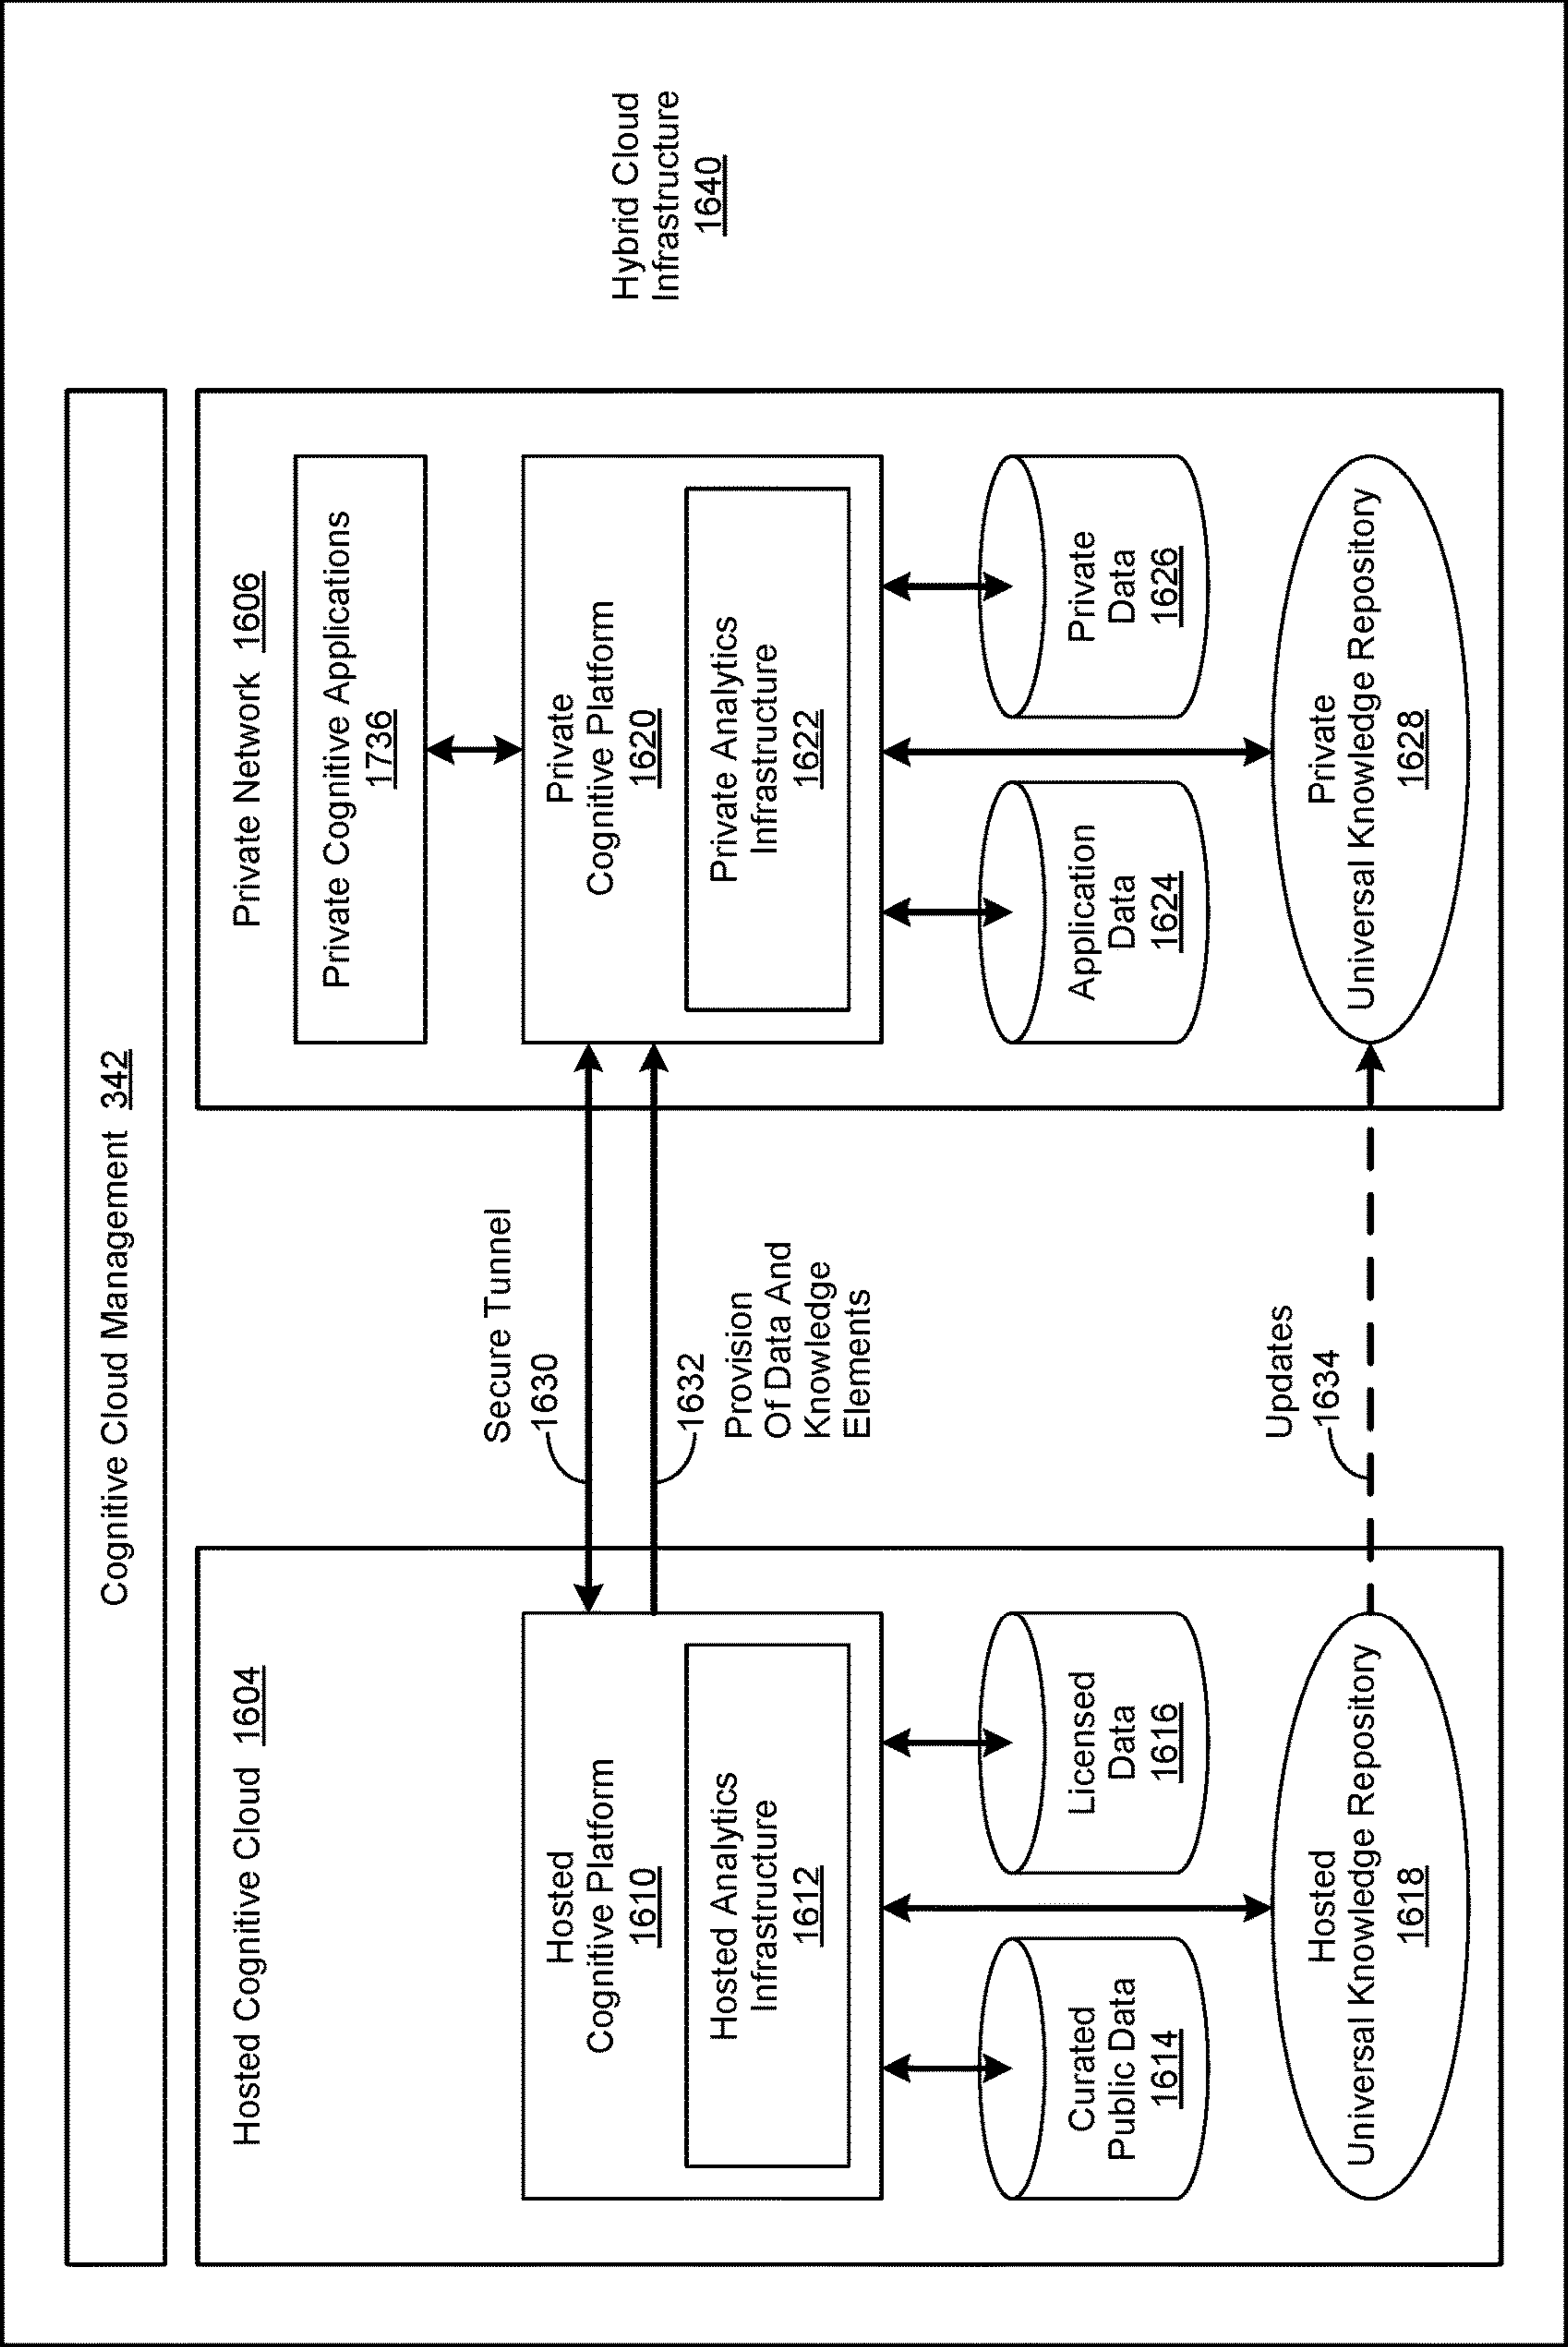 Cognitive Cloud Management 342
Hosted Cognitive Cloud 1604
Hosted
Cognitive Platform
1610
Hosted Analytics
Infrastructure
1612
Curated
Public Data
1614
Licensed
Data
1616
Hosted
Universal Knowledge Repository
1618
Secure Tunnel
1630
1632
Provision
Of Data And
Knowledge
Elements
Updates
1634
Private Network 1606
Private Cognitive Applications
1736
Private
Cognitive Platform
1620
Private Analytics
Infrastructure
1622
Application
Data
1624
Private
Data
1626
Private
Universal Knowledge Repository
1628
Hybrid Cloud
Infrastructure
1640